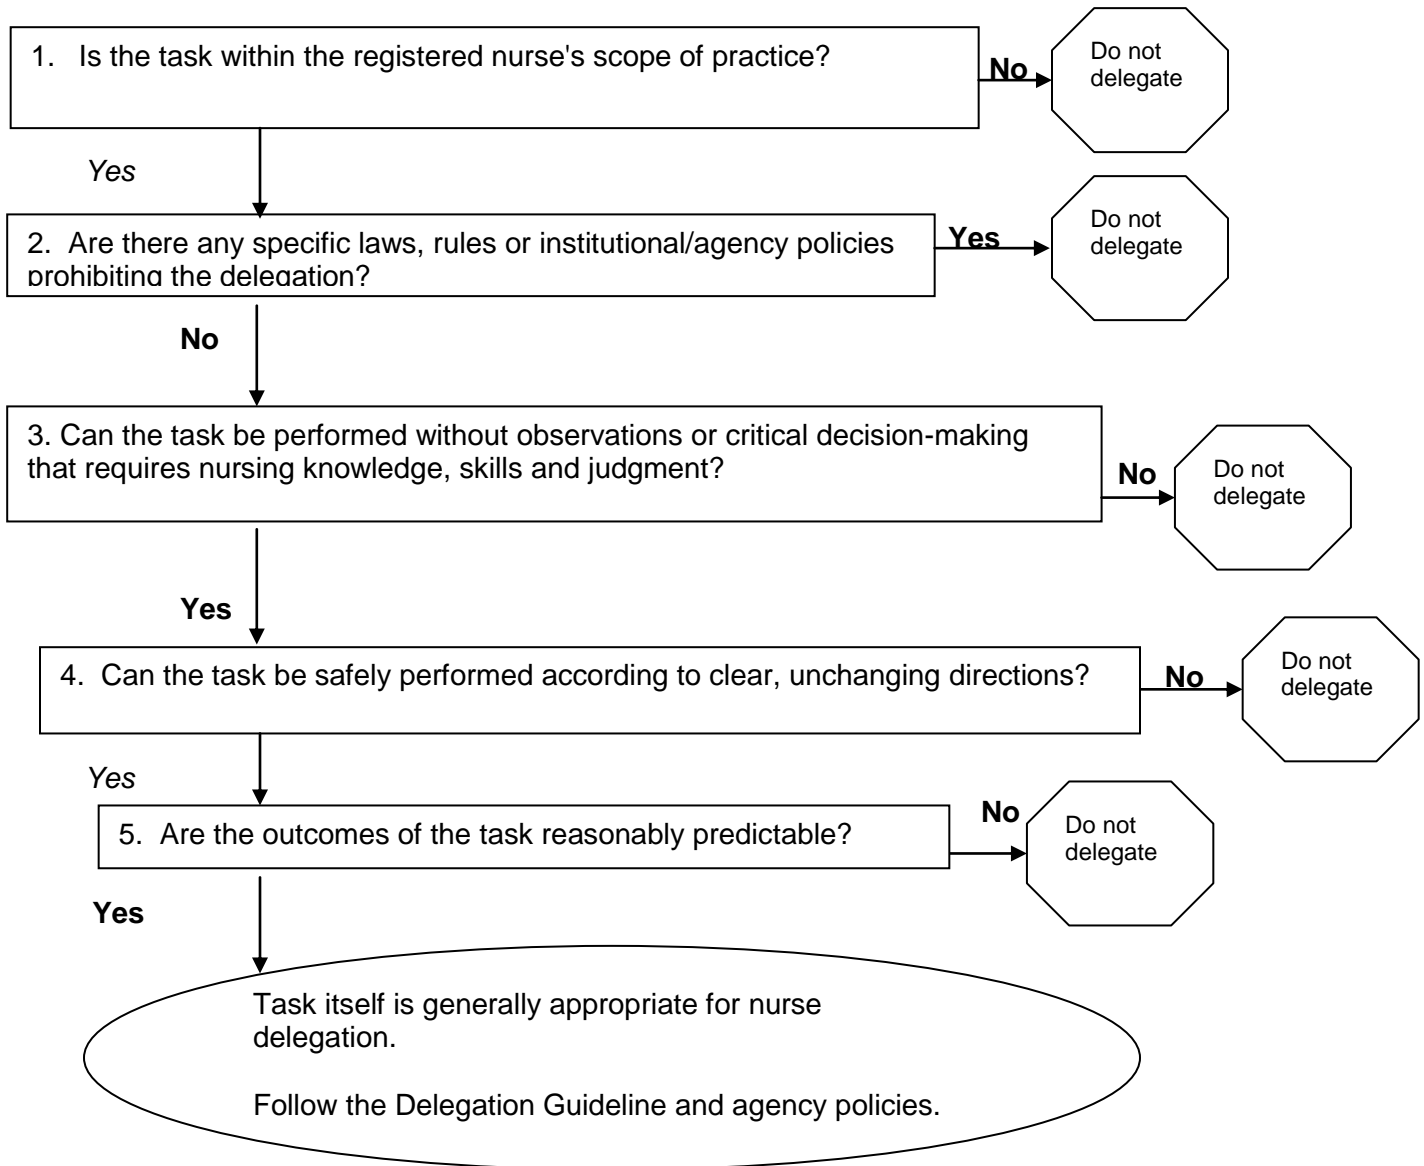 1. Is the task within the registered nurse's scope of practice?
No
Do not
delegate
Yes
2. Are there any specific laws, rules or institutional/agency policies
prohibiting the delegation?
Yes
Do not
delegate
No
3. Can the task be performed without observations or critical decision-making
that requires nursing knowledge, skills and judgment?
No
Do not
delegate
Yes
4. Can the task be safely performed according to clear, unchanging directions?
No
Do not
delegate
Yes
5. Are the outcomes of the task reasonably predictable?
No
Do not
delegate
Yes
Task itself is generally appropriate for nurse
delegation.
Follow the Delegation Guideline and agency policies.